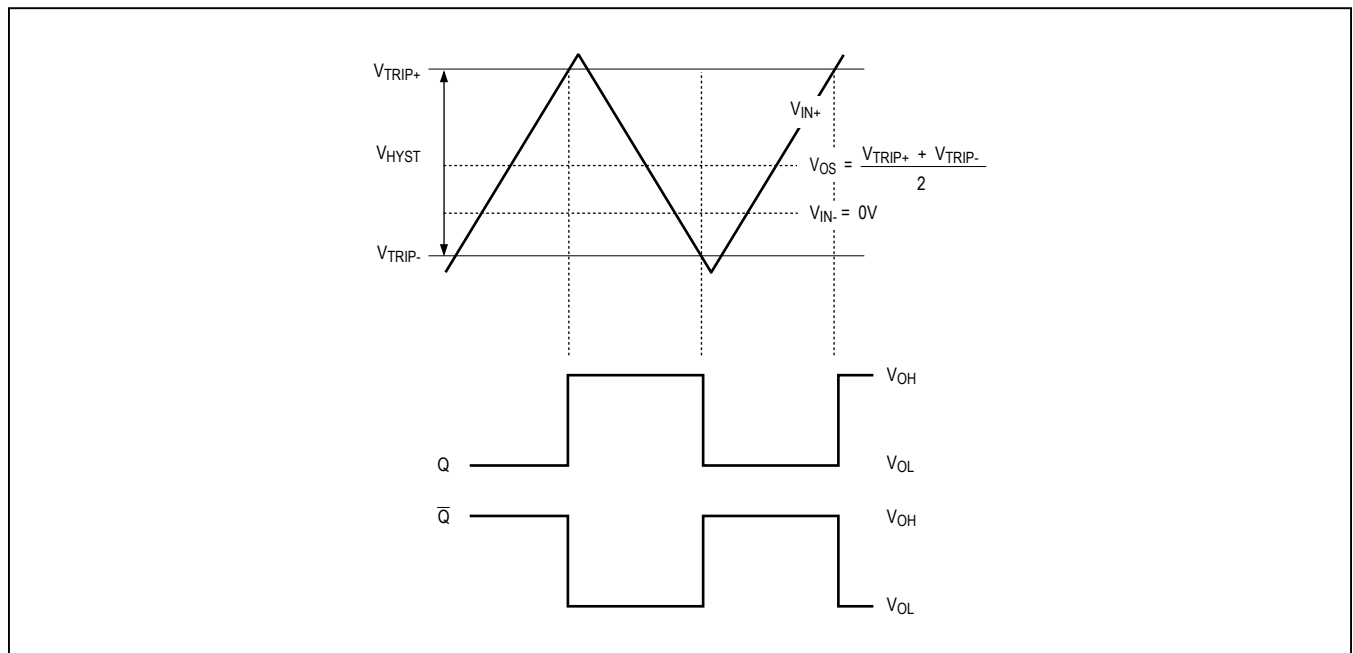 VTRIP+
VIN+
VHYST
VOS = VTRIP+ + VTRIP-
2
VIN- = 0V
VTRIP-
VOH
Q
VOL
Q̅
VOH
VOL